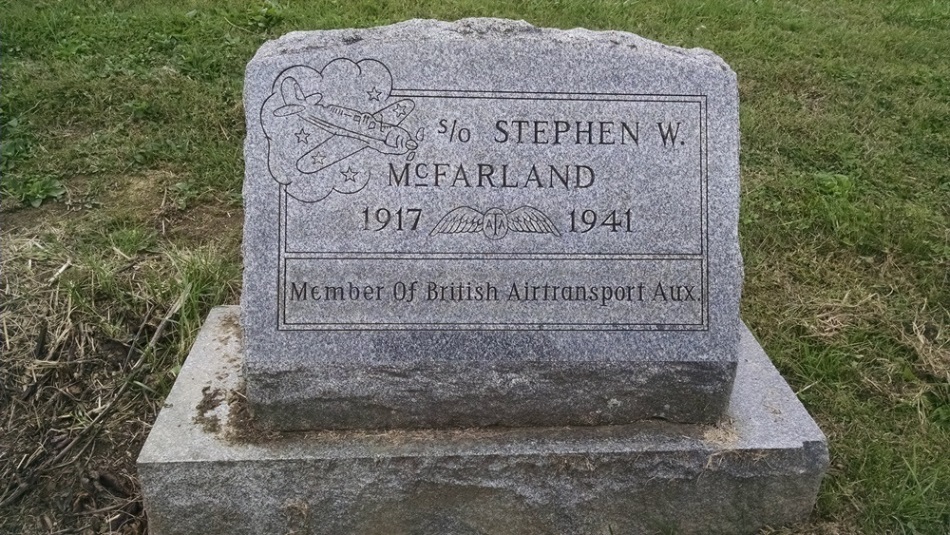 S/O STEPHEN W.
McFARLAND
1917 ATA 1941
Member Of British Airtransport Aux.